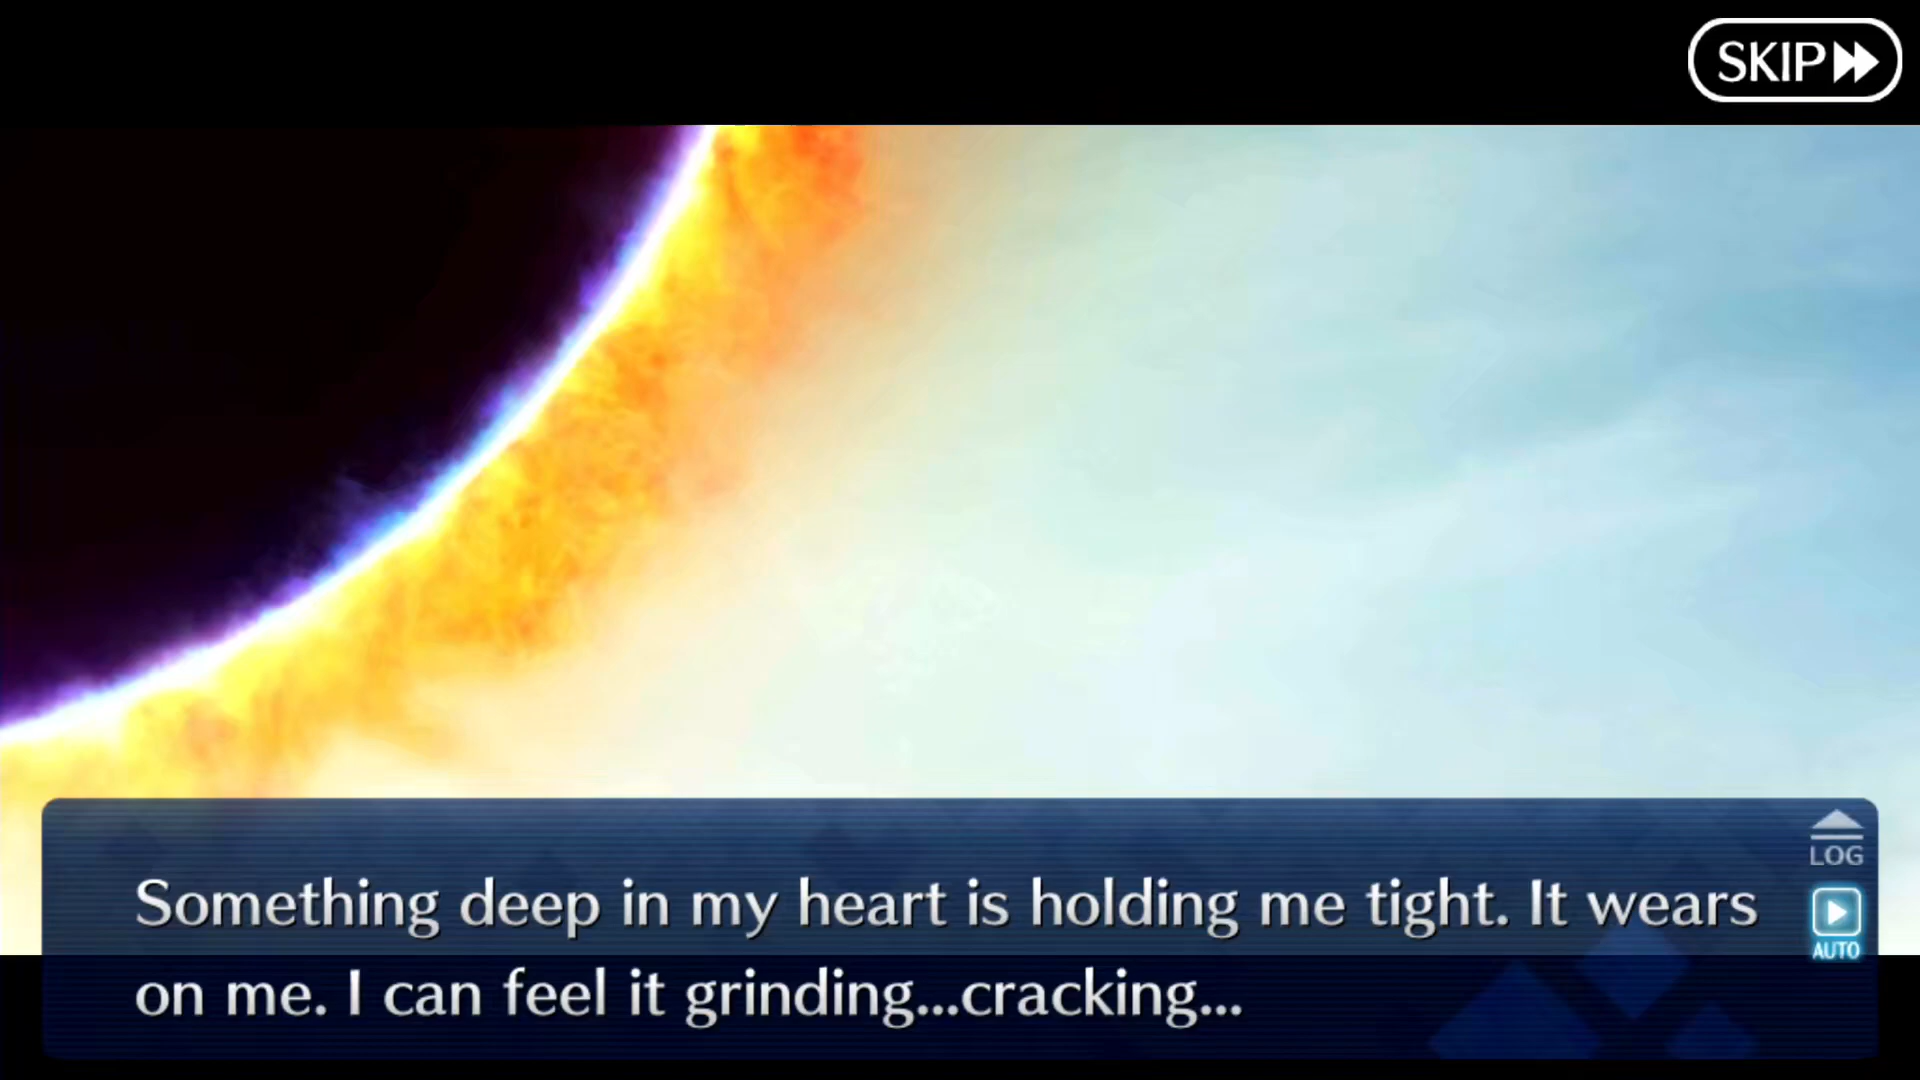 SKIP
LOG
Something deep in my heart is holding me tight. It wears
AUTO
on me. I can feel it grinding...cracking...